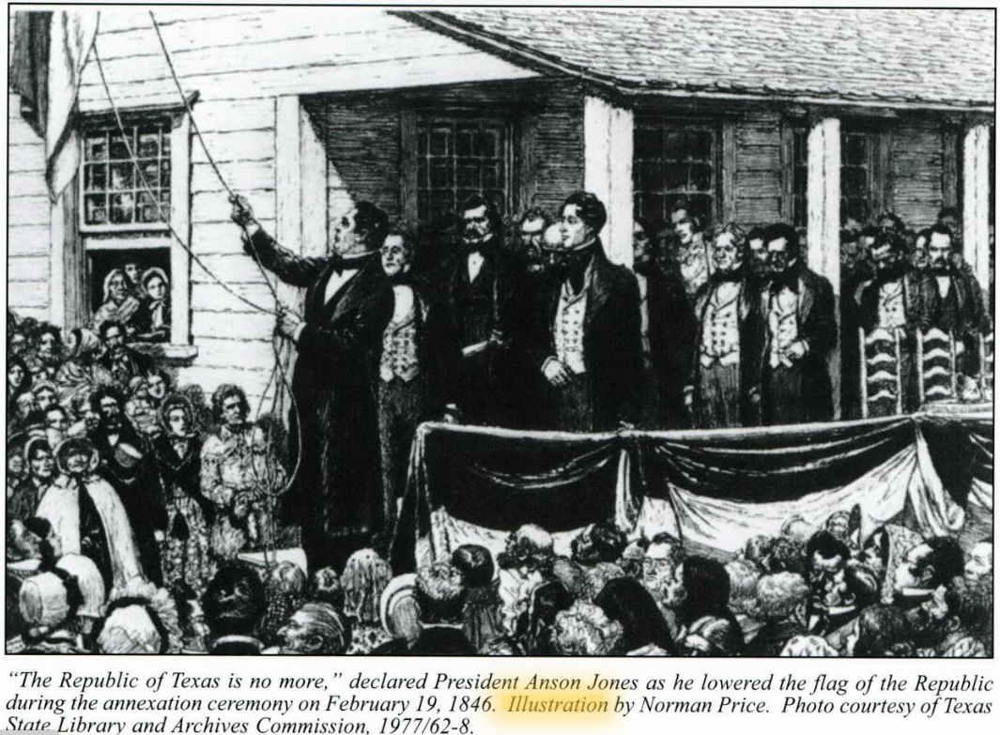 “The Republic of Texas is no more,” declared President Anson Jones as he lowered the flag of the Republic
during the annexation ceremony on February 19, 1846. Illustration by Norman Price. Photo courtesy of Texas
State Library and Archives Commission, 1977/62-8.